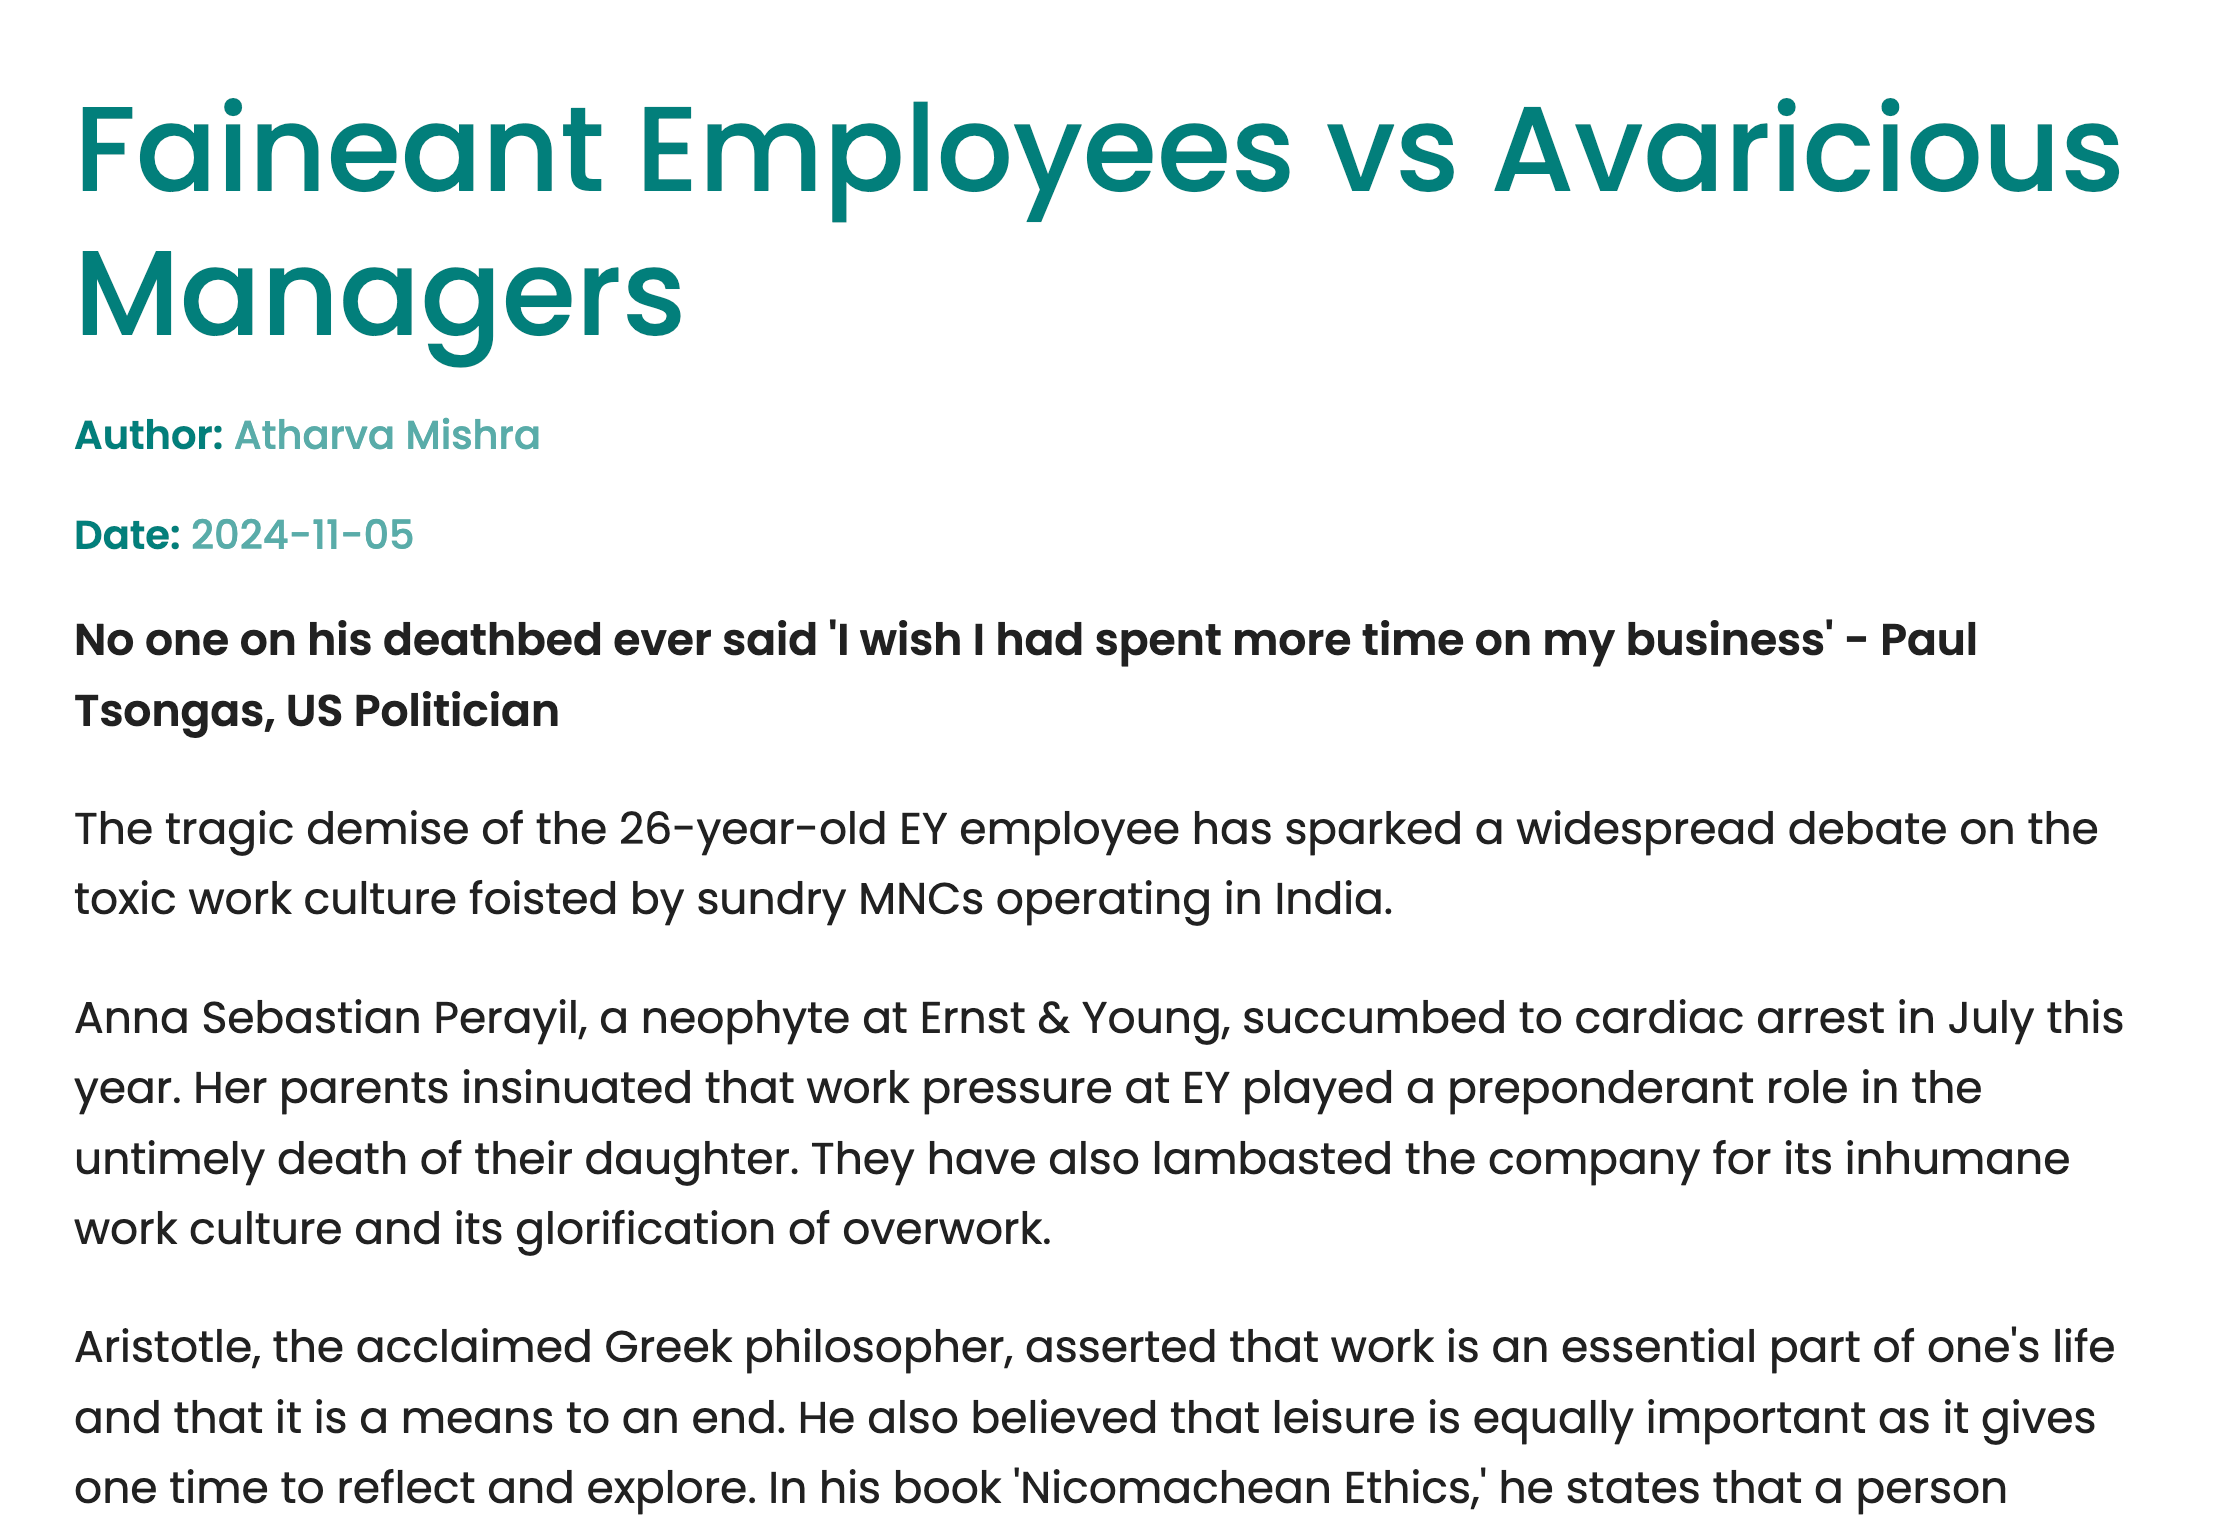 Faineant Employees vs Avaricious
Managers
Author: Atharva Mishra
Date: 2024-11-05
No one on his deathbed ever said 'I wish I had spent more time on my business' - Paul
Tsongas, US Politician
The tragic demise of the 26-year-old EY employee has sparked a widespread debate on the
toxic work culture foisted by sundry MNCs operating in India.
Anna Sebastian Perayil, a neophyte at Ernst & Young, succumbed to cardiac arrest in July this
year. Her parents insinuated that work pressure at EY played a preponderant role in the
untimely death of their daughter. They have also lambasted the company for its inhumane
work culture and its glorification of overwork.
Aristotle, the acclaimed Greek philosopher, asserted that work is an essential part of one's life
and that it is a means to an end. He also believed that leisure is equally important as it gives
one time to reflect and explore. In his book 'Nicomachean Ethics,' he states that a person